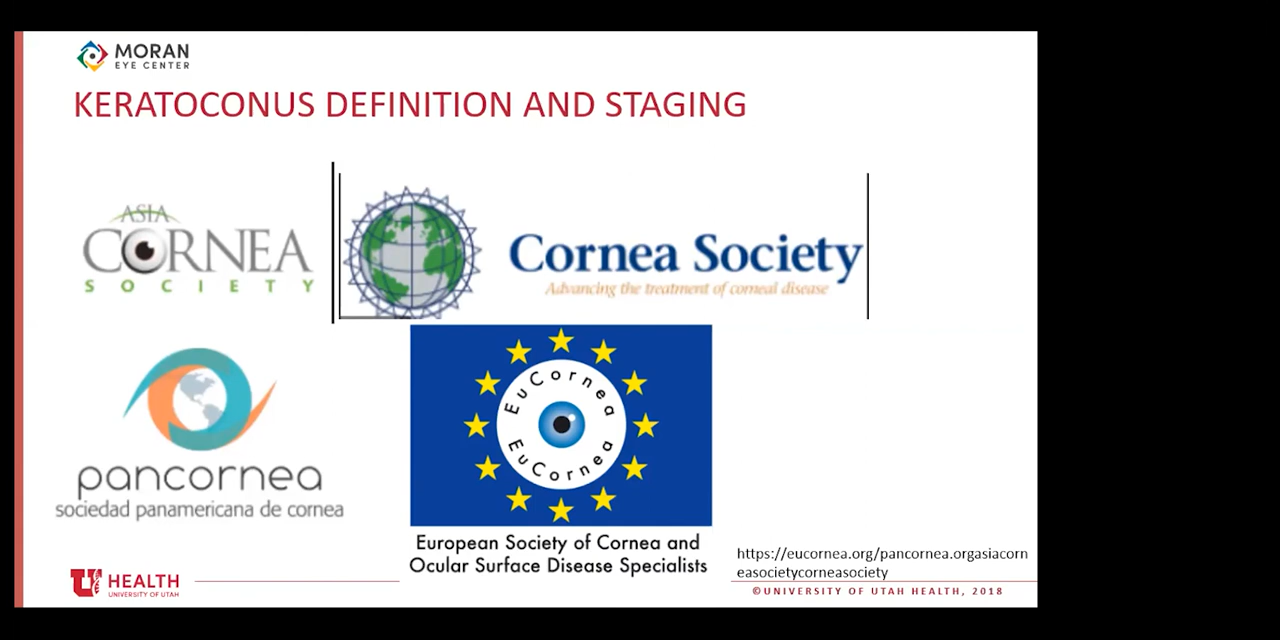 MORAN
EYE CENTER
KERATOCONUS DEFINITION AND STAGING
ASIA
CORNEA
SOCIETY
Cornea Society
Advancing the treatment of corneal disease
pancornea
sociedad panamericana de cornea
EuCornea
EuCornea
European Society of Cornea and
Ocular Surface Disease Specialists
https://eucornea.org/pancornea.orgasiacorn
easocietycorneasociety
U HEALTH
UNIVERSITY OF UTAH
©UNIVERSITY OF UTAH HEALTH, 2018